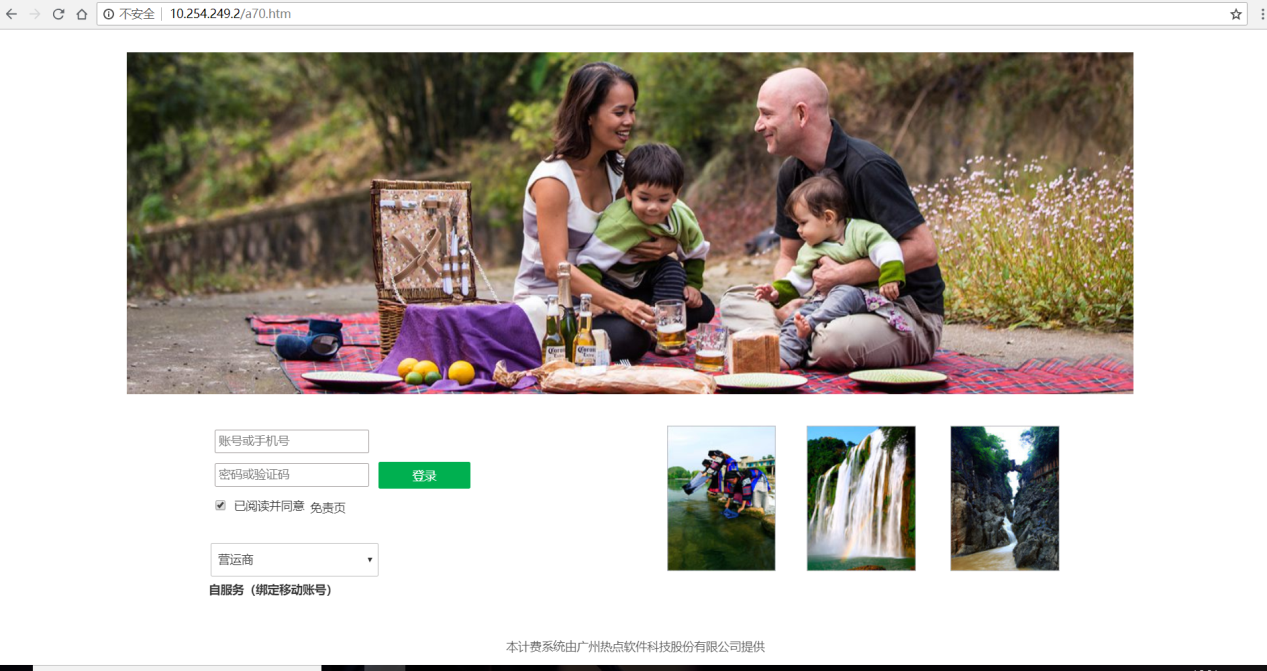 不安全 10.254.249.2/a70.htm
账号或手机号
密码或验证码 登录
已阅读并同意 免责页
营运商
自服务（绑定移动账号）
本计费系统由广州热点软件科技股份有限公司提供